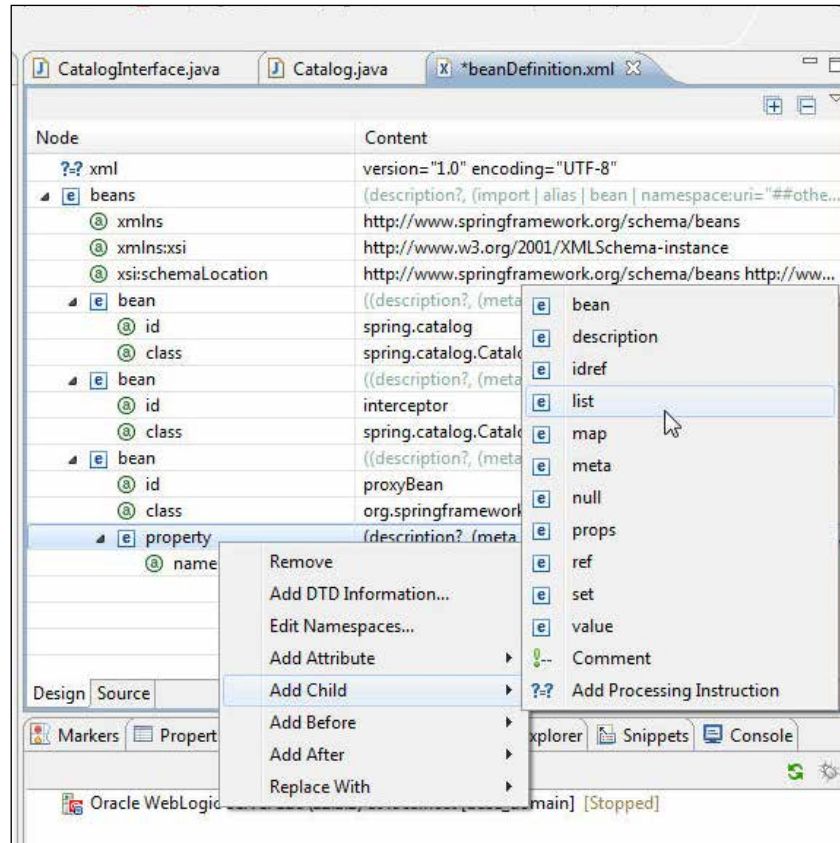 CatalogInterface.java Catalog.java *beanDefinition.xml
Node Content
?=? xml version="1.0" encoding="UTF-8"
e beans (description?, (import | alias | bean | namespace:uri="##othe...
a xmlns http://www.springframework.org/schema/beans
a xmlns:xsi http://www.w3.org/2001/XMLSchema-instance
a xsi:schemaLocation http://www.springframework.org/schema/beans http://ww...
e bean ((description?, (meta
a id spring.catalog
a class spring.catalog.Catal
e bean ((description?, (meta
a id interceptor
a class spring.catalog.Catal
e bean ((description?, (meta
a id proxyBean
a class org.springframework
e property (description?, (meta
a name
e bean
e description
e idref
e list
e map
e meta
e null
e props
e ref
e set
e value
Comment
?=? Add Processing Instruction
Remove
Add DTD Information...
Edit Namespaces...
Add Attribute
Add Child
Add Before
Add After
Replace With
Design Source
Markers Propert xplorer Snippets Console
Oracle WebLogic main] [Stopped]